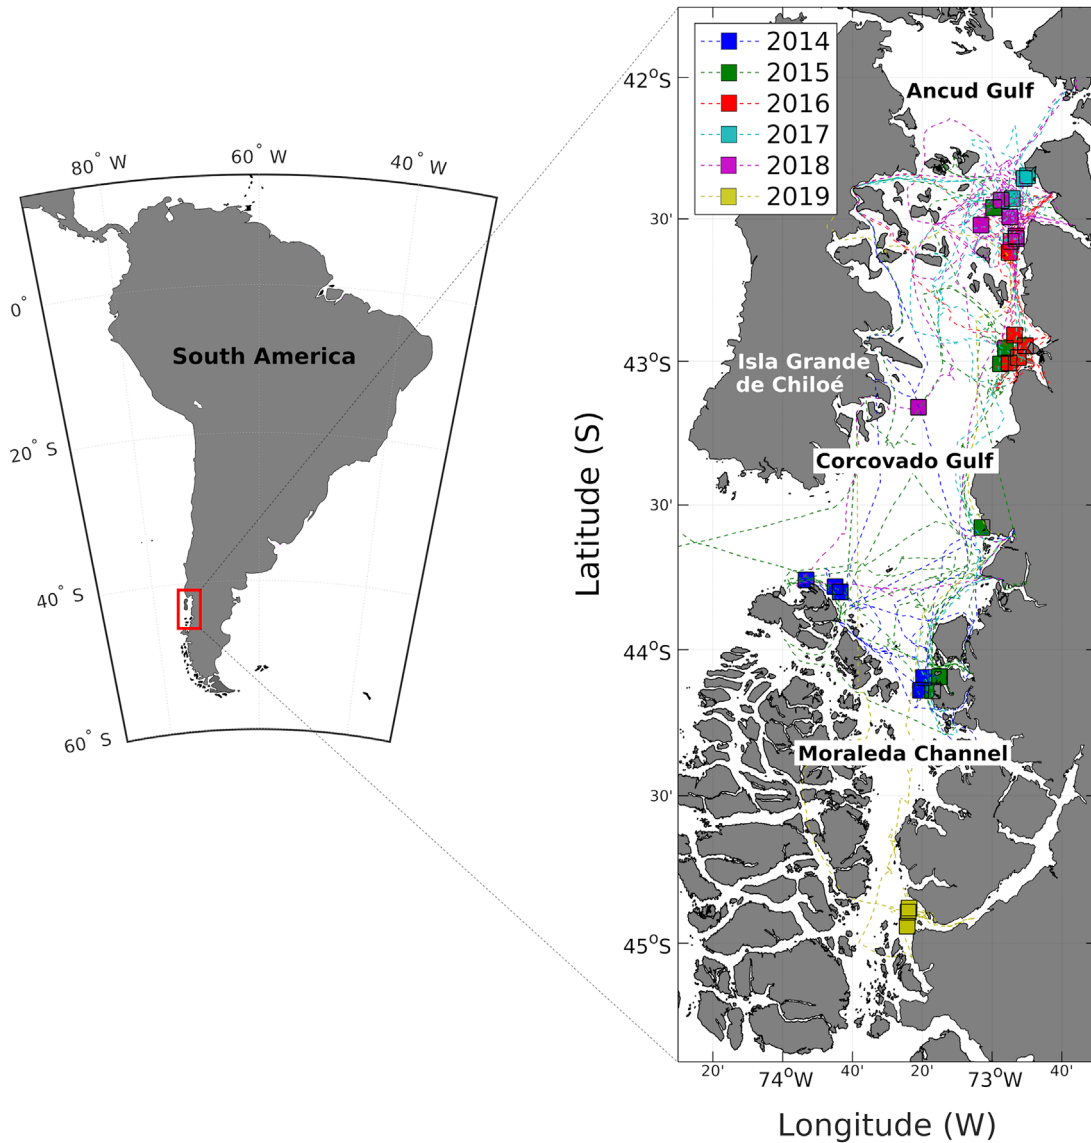 80° W
60° W
40° W
0°
20° S
40° S
60° S
South America
2014
2015
2016
2017
2018
2019
Ancud Gulf
Isla Grande
de Chiloé
Corcovado Gulf
Moraleda Channel
42°S
30'
43°S
30'
44°S
30'
45°S
Latitude (S)
20'
74°W
40'
20'
73°W
40'
Longitude (W)